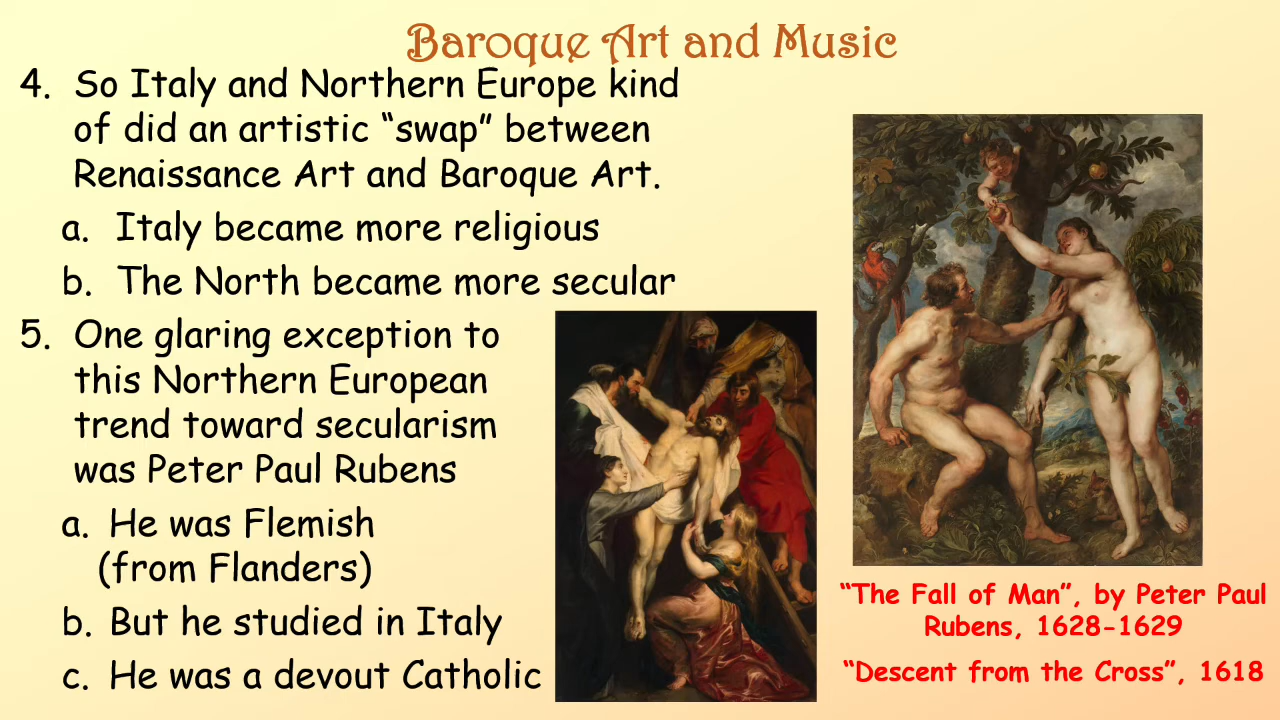 Baroque Art and Music
4. So Italy and Northern Europe kind
of did an artistic “swap” between
Renaissance Art and Baroque Art.
a. Italy became more religious
b. The North became more secular
5. One glaring exception to
this Northern European
trend toward secularism
was Peter Paul Rubens
a. He was Flemish
(from Flanders)
b. But he studied in Italy
c. He was a devout Catholic
“The Fall of Man”, by Peter Paul
Rubens, 1628-1629
“Descent from the Cross”, 1618